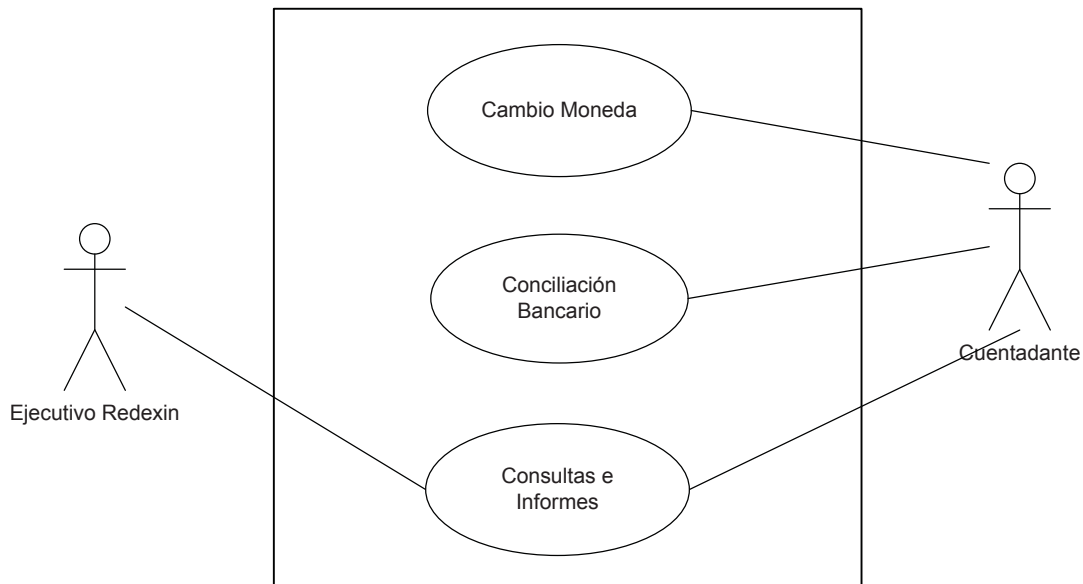 Cambio Moneda
Conciliación
Bancario
Cuentadante
Ejecutivo Redexin
Consultas e
Informes